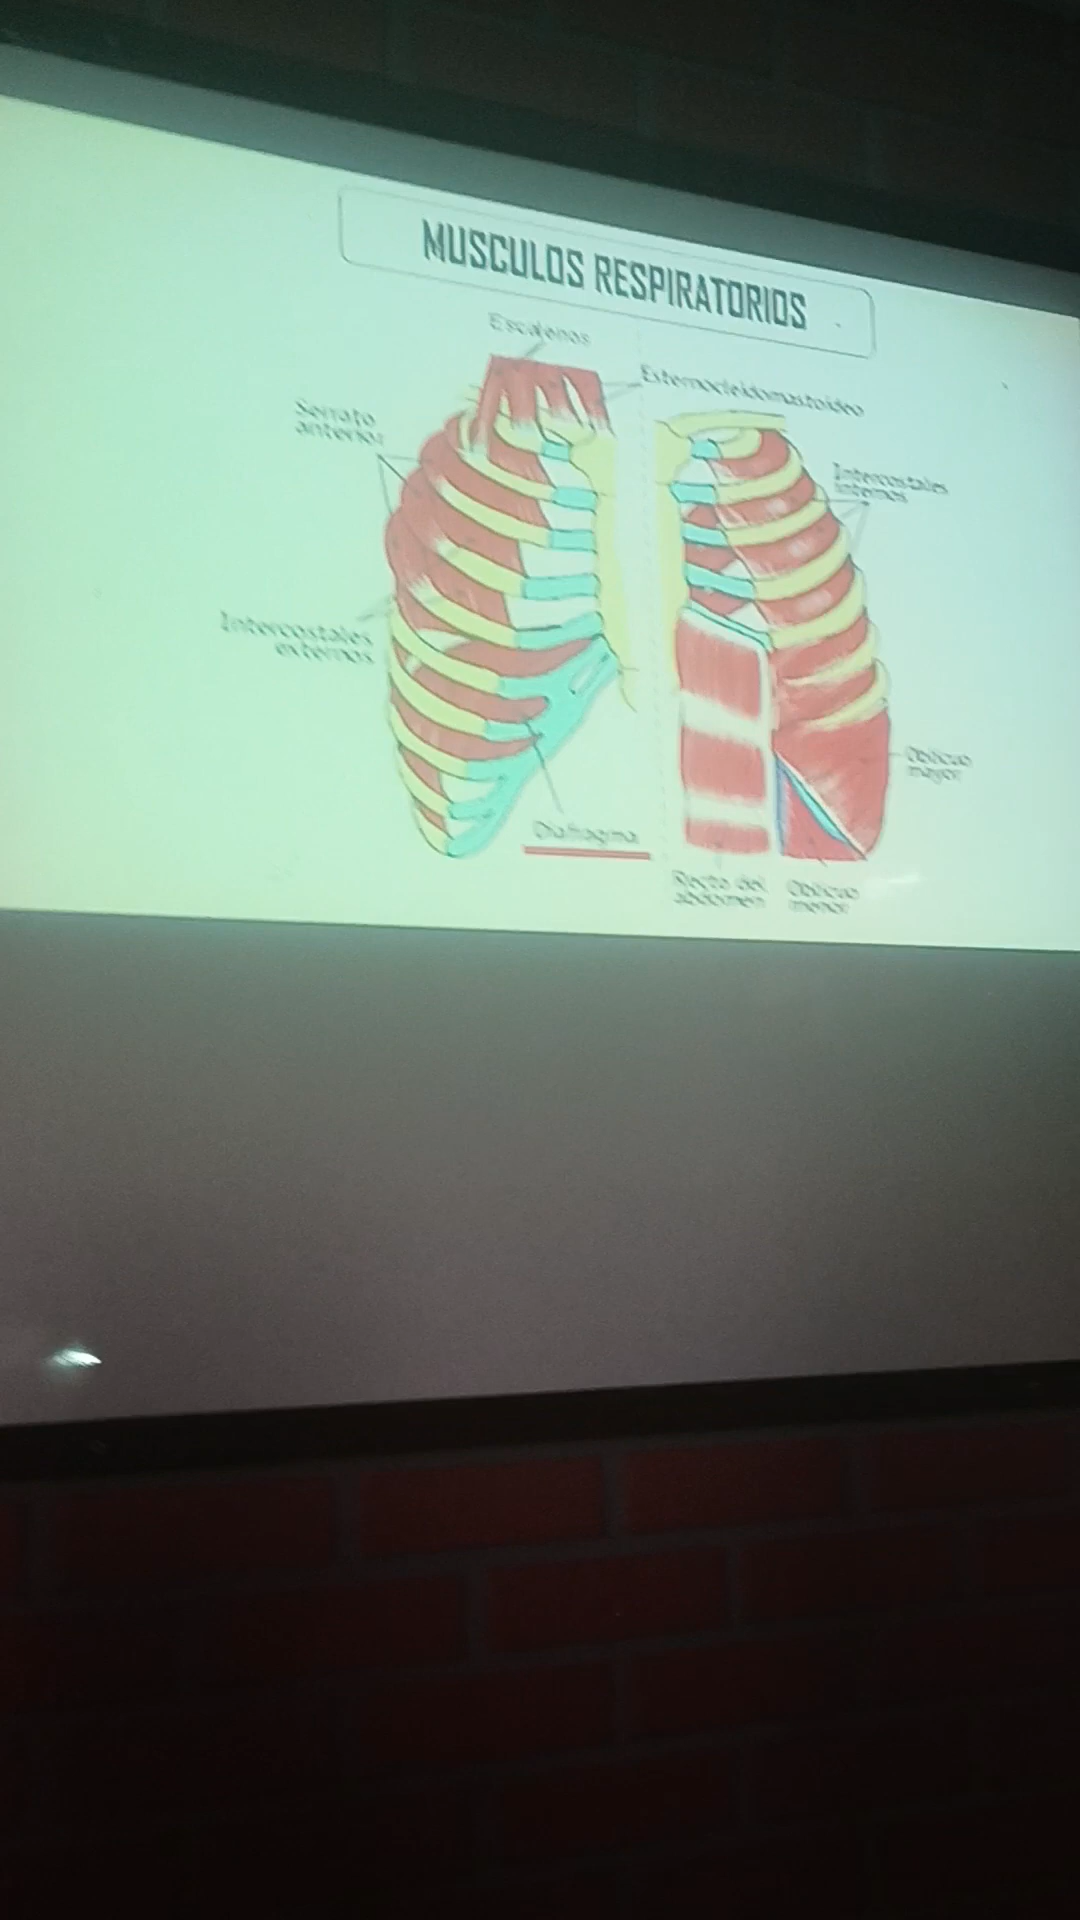 MUSCULOS RESPIRATORIOS
Escalenos
Esternocleidomastoideo
Serrato
anterior
Intercostales
internos
Intercostales
externos
Oblicuo
mayor
Diafragma
Recto del
abdomen
Oblicuo
menor